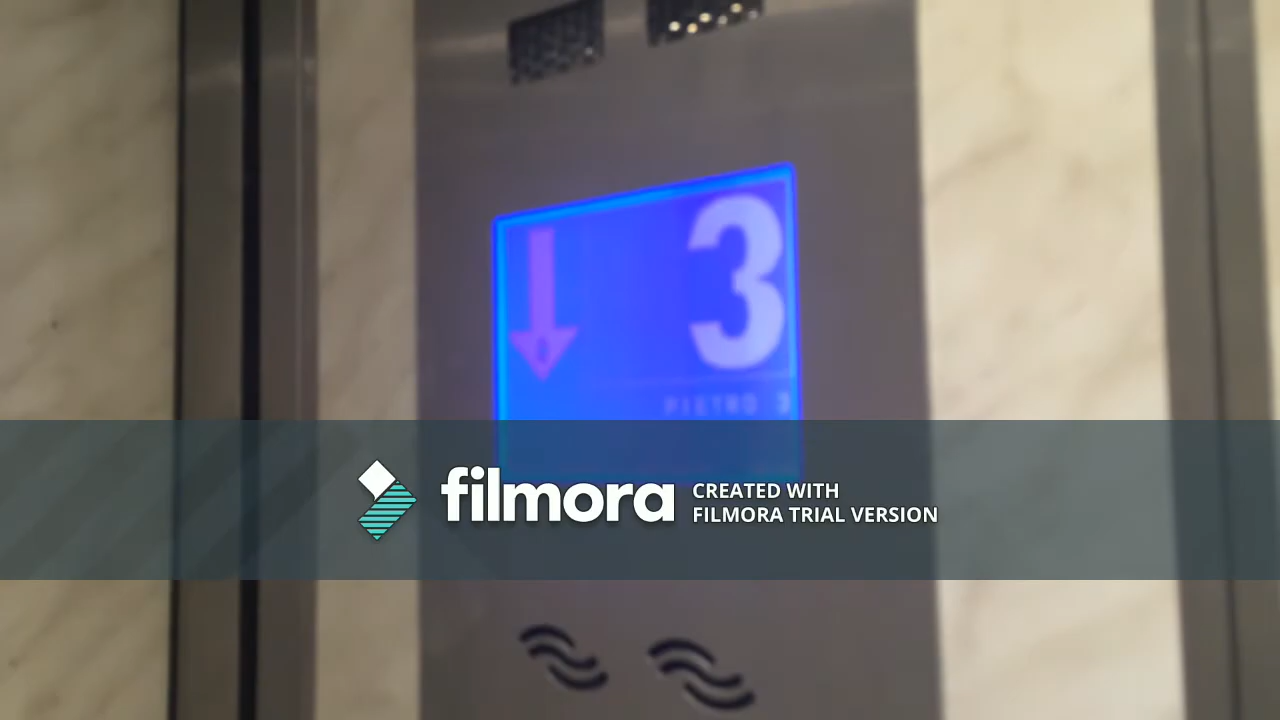 3
PIETRO 3
filmora
CREATED WITH
FILMORA TRIAL VERSION